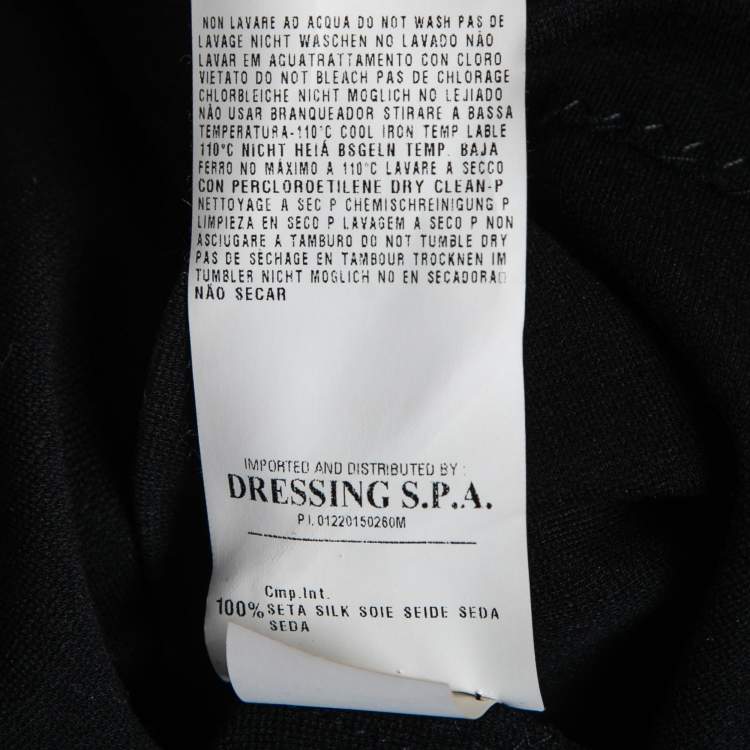 NON LAVARE AD ACQUA DO NOT WASH PAS DE
LAVAGE NICHT WASCHEN NO LAVADO NÃO
LAVAR EM AGUATRATTAMENTO CON CLORO
VIETATO DO NOT BLEACH PAS DE CHLORAGE
CHLORBLEICHE NICHT MOGLICH NO LEJIADO
NÃO USAR BRANQUEADOR STIRARE A BASSA
TEMPERATURA-110°C COOL IRON TEMP LABLE
110°C NICHT HEIÁ BSGELN TEMP. BAJA
FERRO NO MÁXIMO A 110°C LAVARE A SECCO
CON PERCLOROETILENE DRY CLEAN-P
NETTOYAGE A SEC P CHEMISCHREINIGUNG P
LIMPIEZA EN SECO P LAVAGEM A SECO P NON
ASCIUGARE A TAMBURO DO NOT TUMBLE DRY
PAS DE SÈCHAGE EN TAMBOUR TROCKNEN IM
TUMBLER NICHT MOGLICH NO EN SECADORA
NÃO SECAR
IMPORTED AND DISTRIBUTED BY :
DRESSING S.P.A.
P.I. 01220150260M
Cmp.Int.
100% SETA SILK SOIE SEIDE SEDA
SEDA